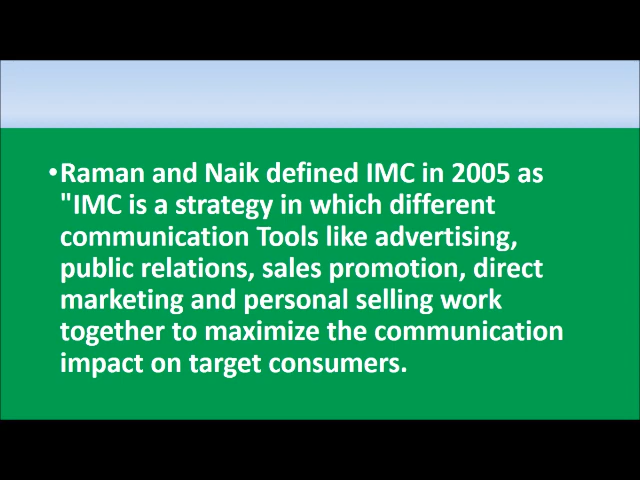 •Raman and Naik defined IMC in 2005 as
"IMC is a strategy in which different
communication Tools like advertising,
public relations, sales promotion, direct
marketing and personal selling work
together to maximize the communication
impact on target consumers.